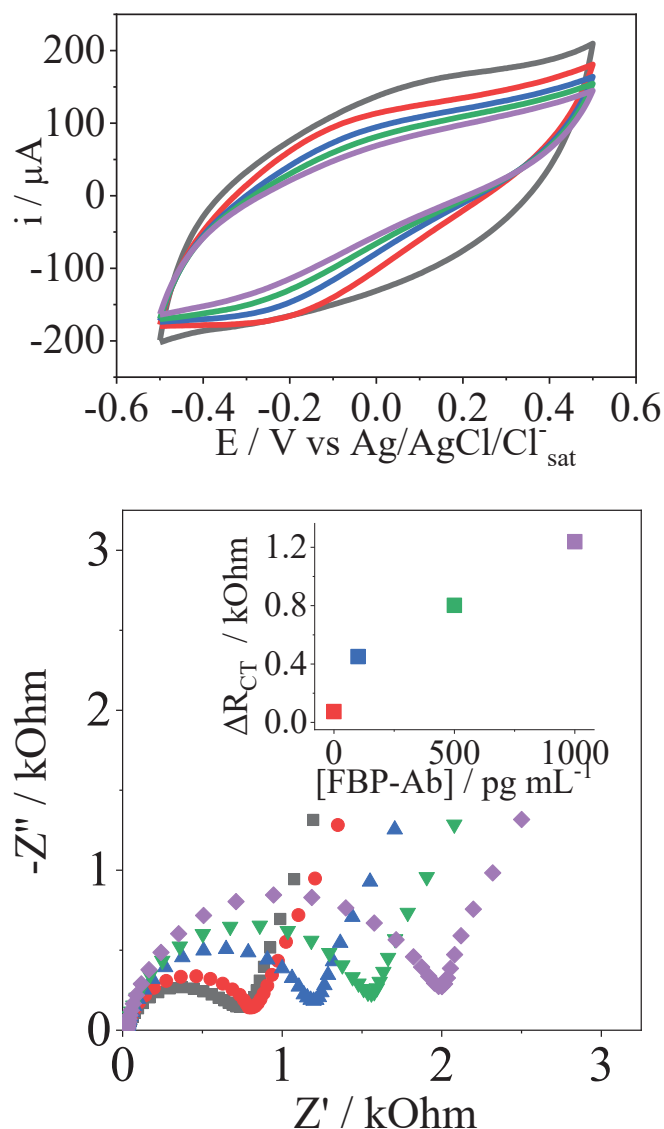 200
100
0
-100
-200
i / μA
-0.6 -0.4 -0.2 0.0 0.2 0.4 0.6
E / V vs Ag/AgCl/Cl⁻sat
3
2
1
0
-Z'' / kOhm
1.2
0.8
0.4
0.0
ΔR_CT / kOhm
0 500 1000
[FBP-Ab] / pg mL⁻¹
0 1 2 3
Z' / kOhm